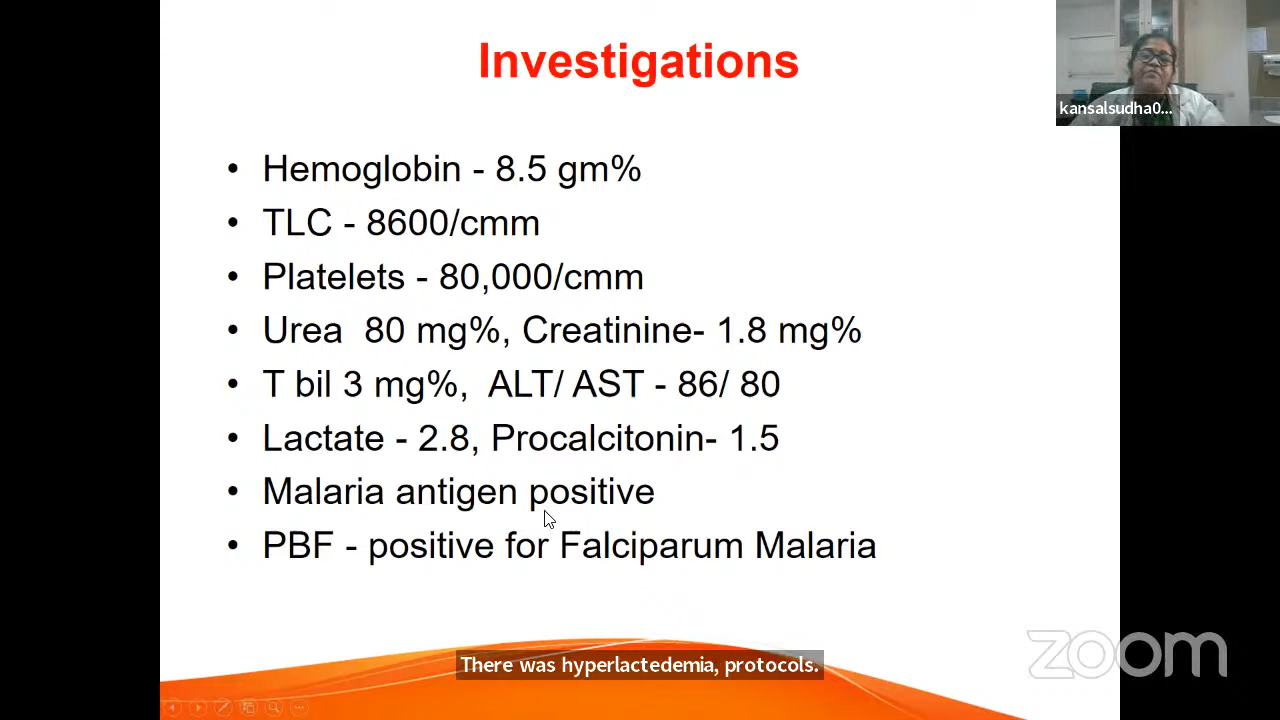 Investigations
kansalsudha0...
• Hemoglobin - 8.5 gm%
• TLC - 8600/cmm
• Platelets - 80,000/cmm
• Urea  80 mg%, Creatinine- 1.8 mg%
• T bil 3 mg%,  ALT/ AST - 86/ 80
• Lactate - 2.8, Procalcitonin- 1.5
• Malaria antigen positive
• PBF - positive for Falciparum Malaria
There was hyperlactedemia, protocols.
zoom